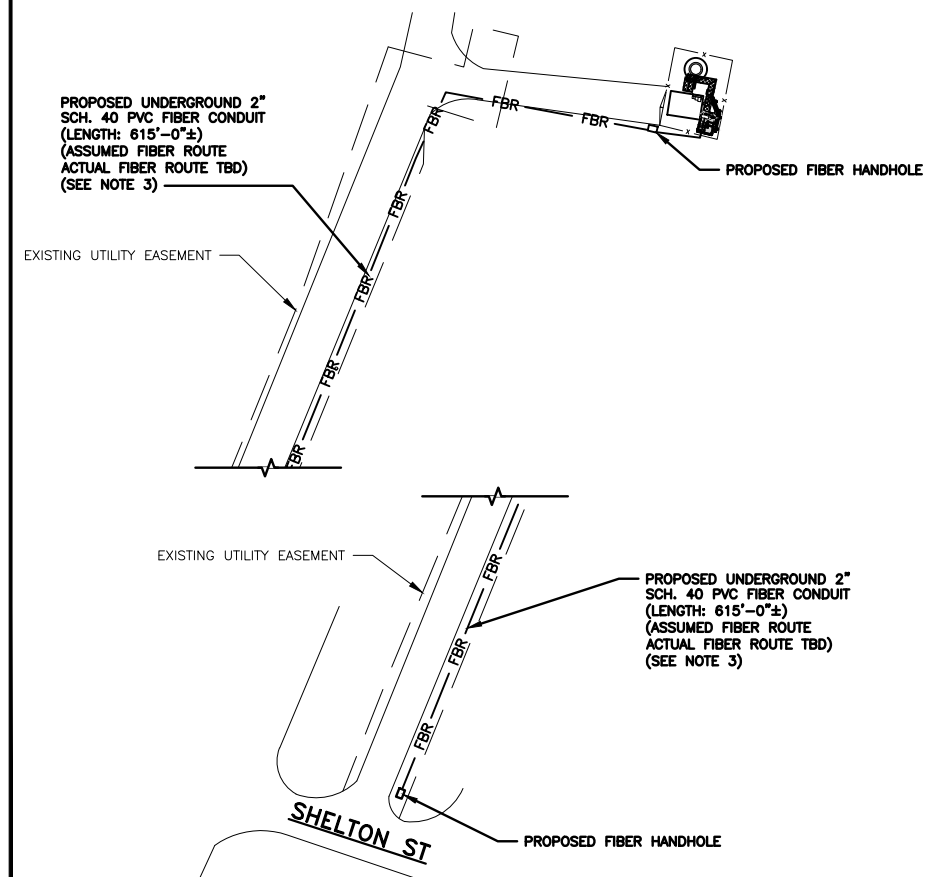 PROPOSED UNDERGROUND 2"
SCH. 40 PVC FIBER CONDUIT
(LENGTH: 615'-0"±)
(ASSUMED FIBER ROUTE
ACTUAL FIBER ROUTE TBD)
(SEE NOTE 3)
FBR
FBR
FBR
PROPOSED FIBER HANDHOLE
FBR
EXISTING UTILITY EASEMENT
FBR
FBR
FBR
x
x
x
x
x
EXISTING UTILITY EASEMENT
FBR
PROPOSED UNDERGROUND 2"
SCH. 40 PVC FIBER CONDUIT
(LENGTH: 615'-0"±)
(ASSUMED FIBER ROUTE
ACTUAL FIBER ROUTE TBD)
(SEE NOTE 3)
FBR
FBR
SHELTON ST
PROPOSED FIBER HANDHOLE